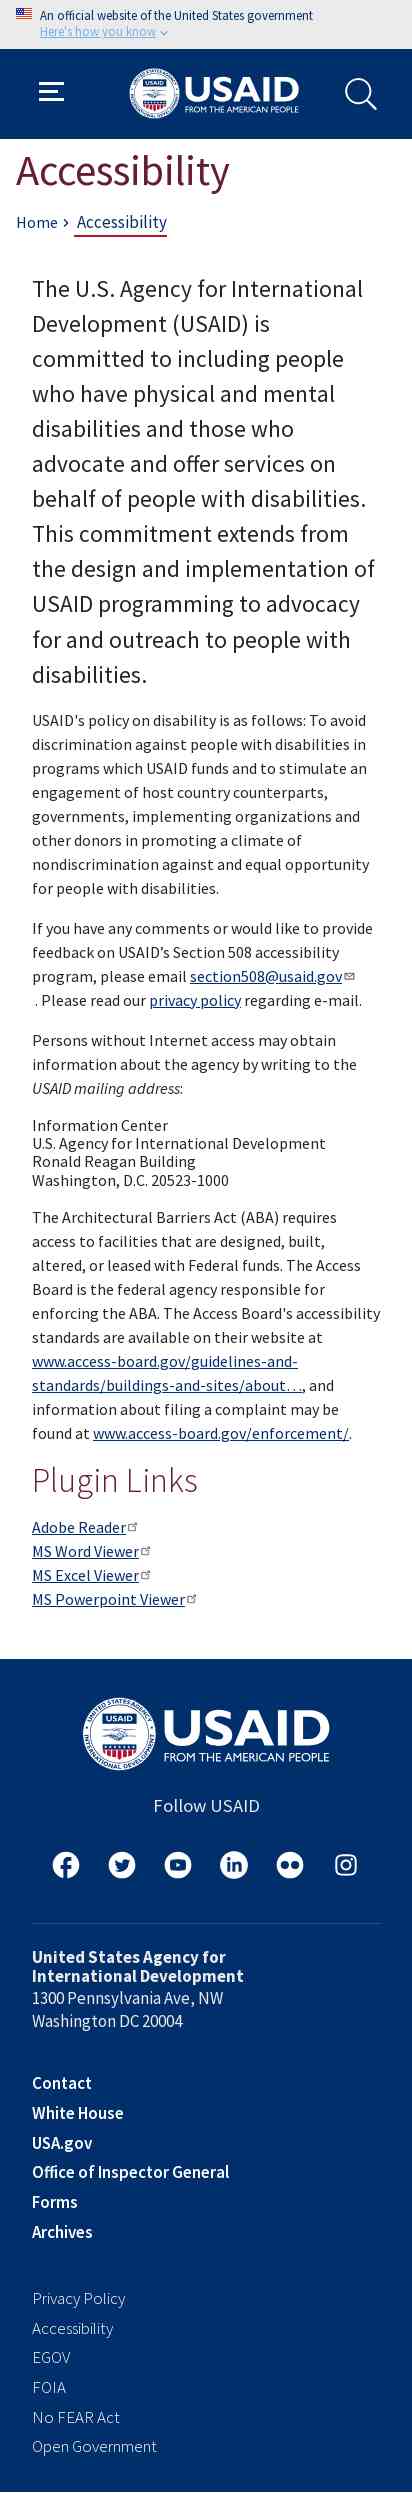 An official website of the United States government
Here's how you know
USAID
FROM THE AMERICAN PEOPLE
Accessibility
Home › Accessibility
The U.S. Agency for International
Development (USAID) is
committed to including people
who have physical and mental
disabilities and those who
advocate and offer services on
behalf of people with disabilities.
This commitment extends from
the design and implementation of
USAID programming to advocacy
for and outreach to people with
disabilities.
USAID's policy on disability is as follows: To avoid
discrimination against people with disabilities in
programs which USAID funds and to stimulate an
engagement of host country counterparts,
governments, implementing organizations and
other donors in promoting a climate of
nondiscrimination against and equal opportunity
for people with disabilities.
If you have any comments or would like to provide
feedback on USAID’s Section 508 accessibility
program, please email section508@usaid.gov
. Please read our privacy policy regarding e-mail.
Persons without Internet access may obtain
information about the agency by writing to the
USAID mailing address:
Information Center
U.S. Agency for International Development
Ronald Reagan Building
Washington, D.C. 20523-1000
The Architectural Barriers Act (ABA) requires
access to facilities that are designed, built,
altered, or leased with Federal funds. The Access
Board is the federal agency responsible for
enforcing the ABA. The Access Board's accessibility
standards are available on their website at
www.access-board.gov/guidelines-and-
standards/buildings-and-sites/about…, and
information about filing a complaint may be
found at www.access-board.gov/enforcement/.
Plugin Links
Adobe Reader
MS Word Viewer
MS Excel Viewer
MS Powerpoint Viewer
UNITED STATES AGENCY
USAID
INTERNATIONAL DEVELOPMENT
USAID
FROM THE AMERICAN PEOPLE
Follow USAID
United States Agency for
International Development
1300 Pennsylvania Ave, NW
Washington DC 20004
Contact
White House
USA.gov
Office of Inspector General
Forms
Archives
Privacy Policy
Accessibility
EGOV
FOIA
No FEAR Act
Open Government